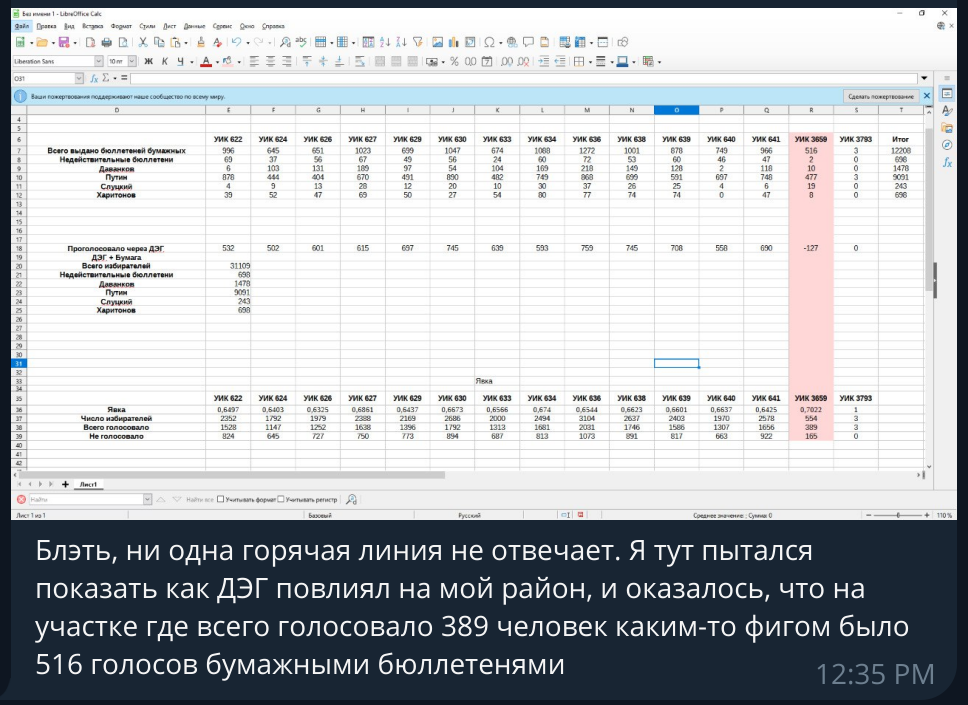 Без имени 1 - LibreOffice Calc
Файл Правка Вид Вставка Формат Стили Лист Данные Сервис Окно Справка
Liberation Sans 10 пт Ж К Ч
O31
Ваши пожертвования поддерживают наше сообщество по всему миру. Сделать пожертвование
D E F G H I J K L M N O P Q R S T
4
5
6 УИК 622 УИК 624 УИК 626 УИК 627 УИК 629 УИК 630 УИК 633 УИК 634 УИК 636 УИК 638 УИК 639 УИК 640 УИК 641 УИК 3659 УИК 3793 Итог
7 Всего выдано бюллетеней бумажных 996 645 651 1023 699 1047 674 1088 1272 1001 878 749 966 516 3 12208
8 Недействительные бюллетени 69 37 56 67 49 56 24 60 72 53 60 46 47 2 0 698
9 Даванков 10 103 131 189 97 54 104 169 218 149 128 2 118 10 0 1478
10 Путин 878 444 404 670 491 890 482 749 868 699 591 697 748 477 3 9091
11 Слуцкий 4 9 13 28 12 20 10 30 37 26 25 4 6 19 0 243
12 Харитонов 39 52 47 69 50 27 54 80 77 74 74 0 47 8 0 698
13
14
15
16
17
18 Проголосовало через ДЭГ 532 502 601 615 697 745 639 593 759 745 708 558 690 -127 0
19 ДЭГ + Бумага
20 Всего избирателей 31109
21 Недействительные бюллетени 698
22 Даванков 1478
23 Путин 9091
24 Слуцкий 243
25 Харитонов 698
26
27
28
29
30
31
32
33 Явка
34
35 УИК 622 УИК 624 УИК 626 УИК 627 УИК 629 УИК 630 УИК 633 УИК 634 УИК 636 УИК 638 УИК 639 УИК 640 УИК 641 УИК 3659 УИК 3793
36 Явка 0,6497 0,6403 0,6325 0,6861 0,6437 0,6673 0,6566 0,674 0,6544 0,6623 0,6601 0,6637 0,6425 0,7022 1
37 Число избирателей 2352 1792 1979 2388 2169 2686 2000 2494 3104 2637 2403 1970 2578 554 3
38 Всего голосовало 1528 1147 1252 1638 1396 1792 1313 1681 2031 1746 1586 1307 1656 389 3
39 Не голосовало 824 645 727 750 773 894 687 813 1073 891 817 663 922 165 0
40
41
42
Лист1
Найти Найти все Учитывать формат Учитывать регистр
Лист 1 из 1 Базовый Русский Среднее значение: ; Сумма: 0 110 %
Блэть, ни одна горячая линия не отвечает. Я тут пытался
показать как ДЭГ повлиял на мой район, и оказалось, что на
участке где всего голосовало 389 человек каким-то фигом было
516 голосов бумажными бюллетенями
12:35 PM